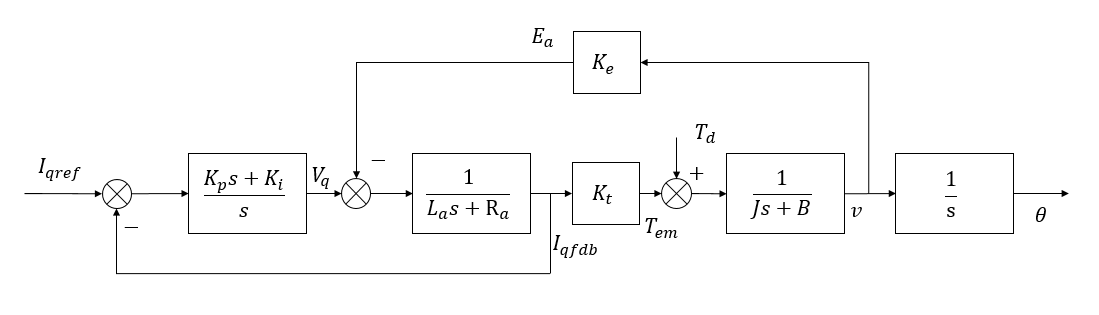 E_a
K_e
T_d
I_qref
−
+
K_p s + K_i
s
V_q
1
L_a s + R_a
K_t
1
Js + B
1
s
−
T_em
v
θ
I_qfdb